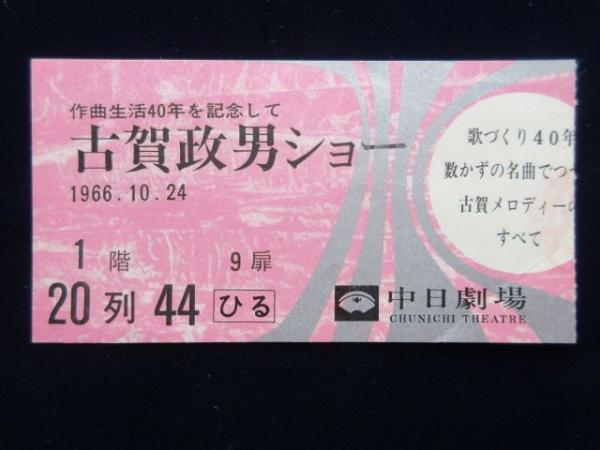 作曲生活40年を記念して
古賀政男ショー
1966.10.24
1階 9扉
20列 44 ひる
歌づくり40年
数かずの名曲でつ
古賀メロディーの
すべて
中日劇場
CHUNICHI THEATRE